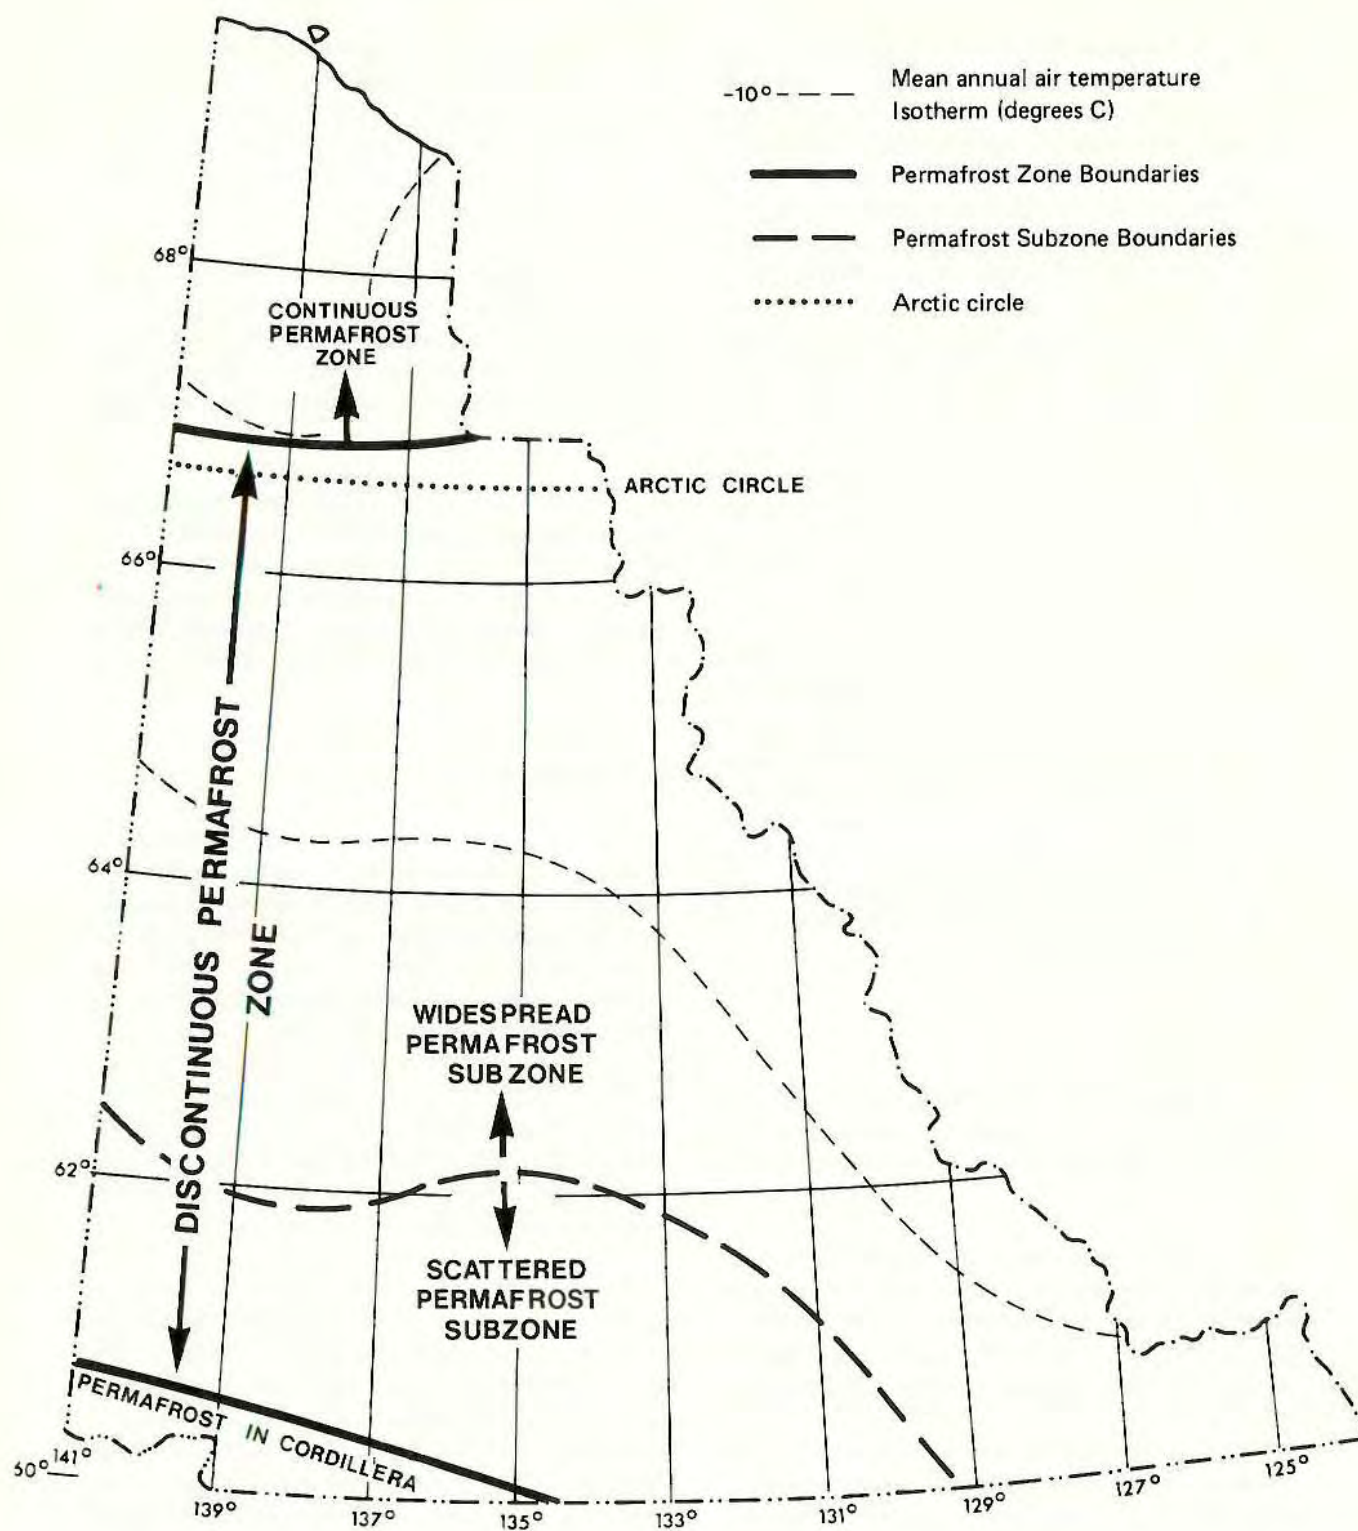 -10°
Mean annual air temperature
Isotherm (degrees C)
Permafrost Zone Boundaries
Permafrost Subzone Boundaries
Arctic circle
68°
CONTINUOUS
PERMAFROST
ZONE
ARCTIC CIRCLE
66°
64°
DISCONTINUOUS PERMAFROST
ZONE
WIDESPREAD
PERMAFROST
SUBZONE
62°
SCATTERED
PERMAFROST
SUBZONE
PERMAFROST IN CORDILLERA
60°
141°
139°
137°
135°
133°
131°
129°
127°
125°